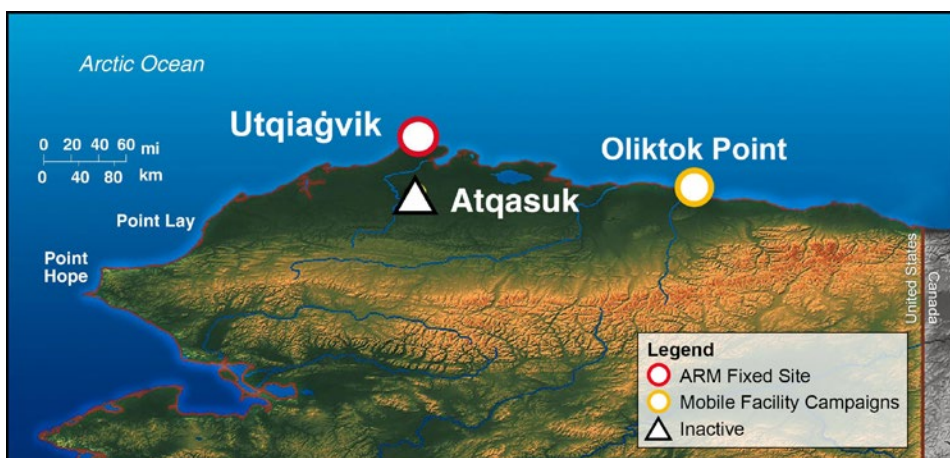 Arctic Ocean
Utqiaġvik
Oliktok Point
0 20 40 60 mi
0 40 80 km
Atqasuk
Point Lay
Point
Hope
United States
Canada
Legend
ARM Fixed Site
Mobile Facility Campaigns
Inactive